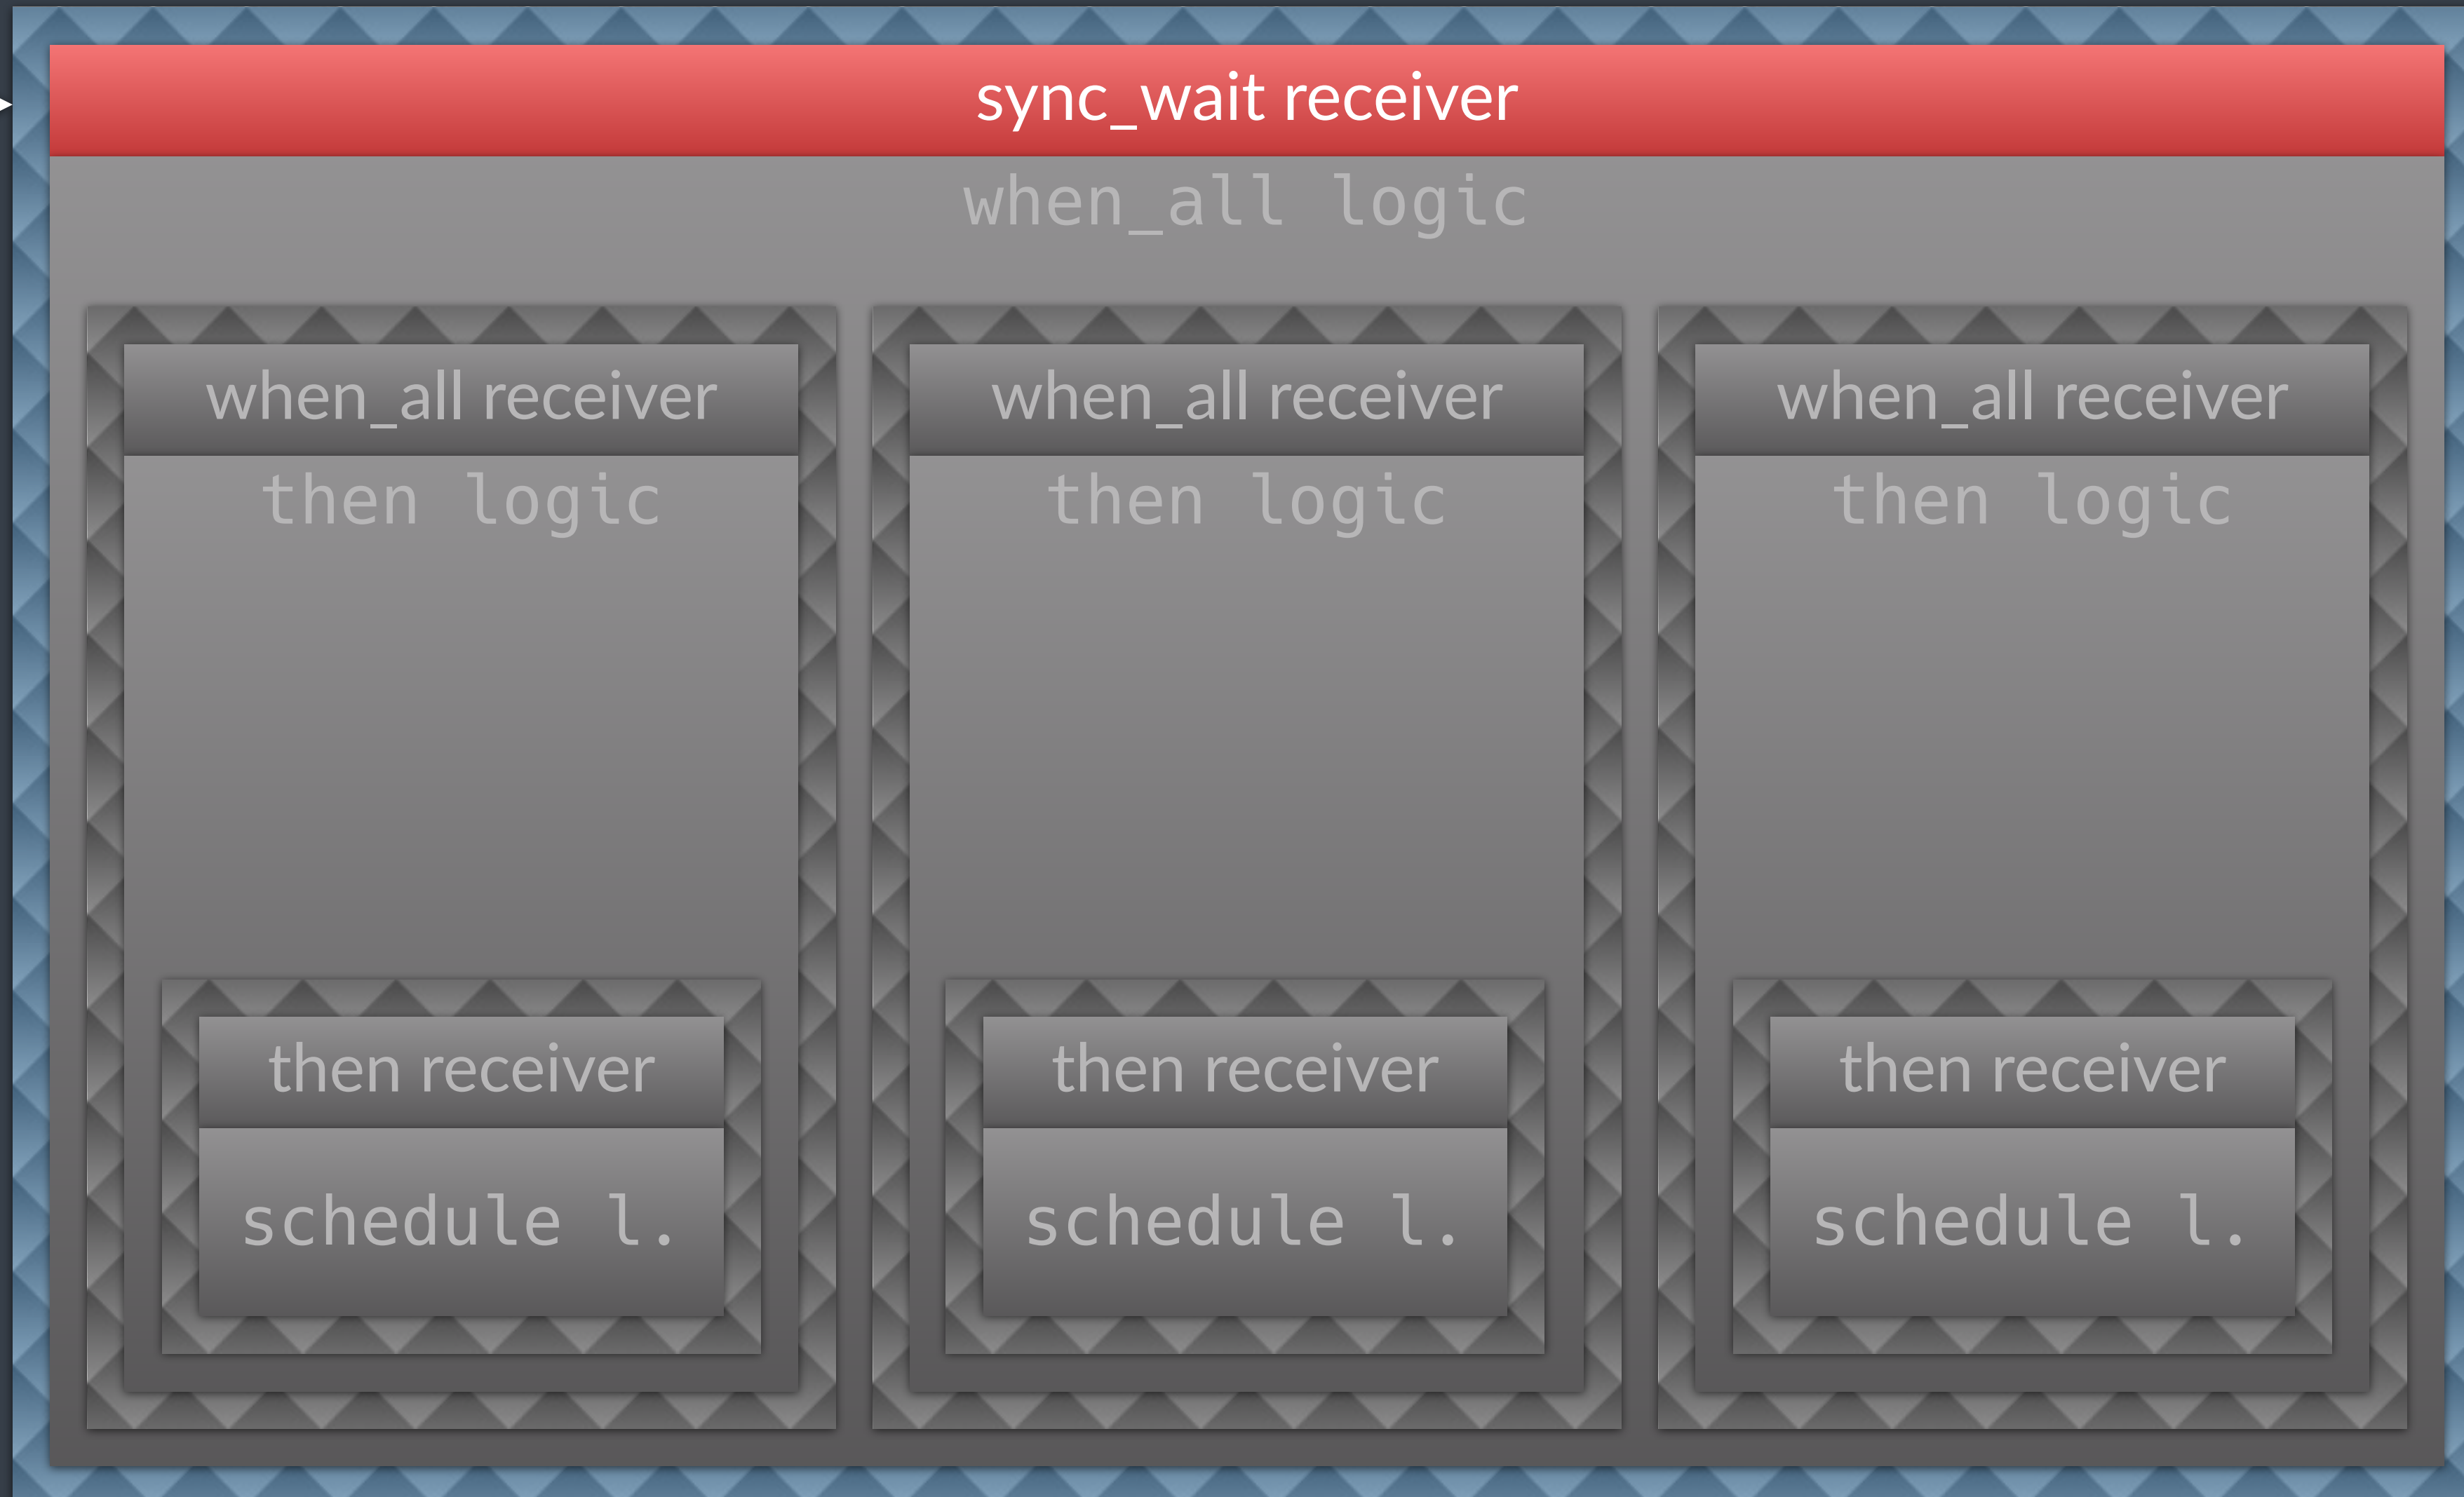 sync_wait receiver
when_all logic
when_all receiver
then logic
then receiver
schedule l.
when_all receiver
then logic
then receiver
schedule l.
when_all receiver
then logic
then receiver
schedule l.